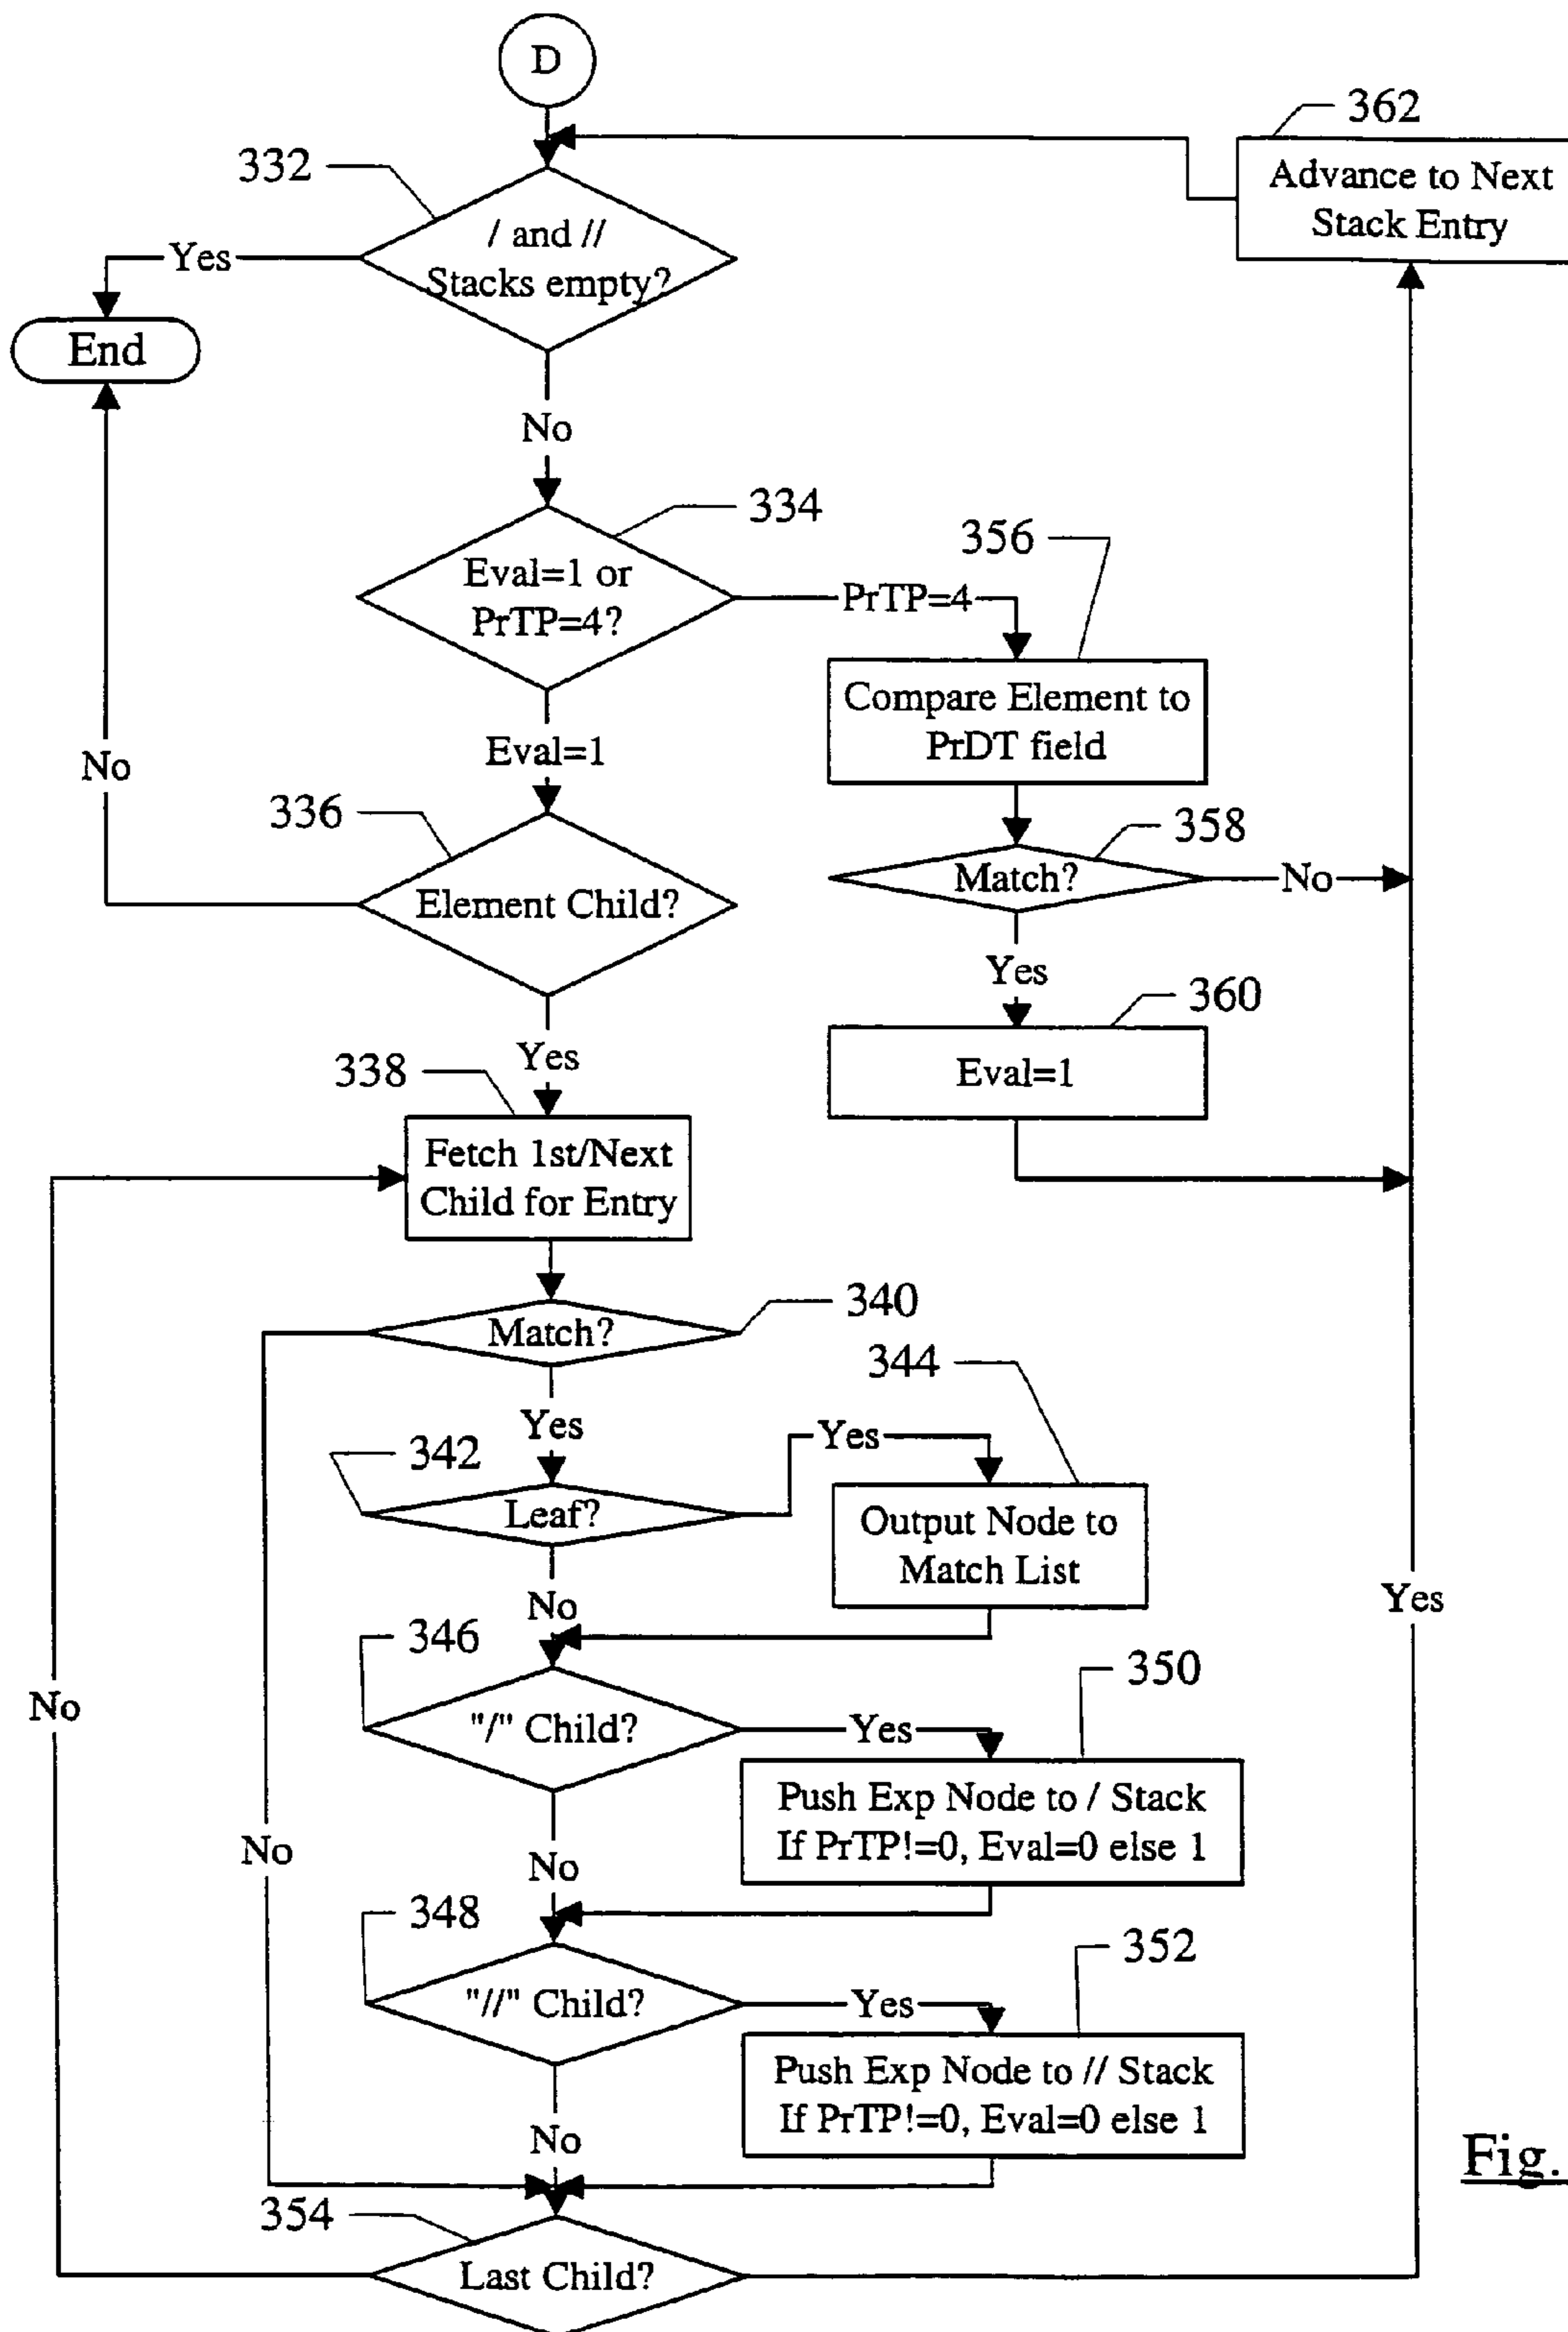 D
362
Advance to Next
Stack Entry
332
/ and //
Stacks empty?
Yes
End
No
334
Eval=1 or
PrTP=4?
PrTP=4
356
Compare Element to
PrDT field
Eval=1
No
336
Element Child?
358
Match?
No
Yes
360
Eval=1
Yes
338
Fetch 1st/Next
Child for Entry
340
Match?
344
Yes
342
Leaf?
Yes
Output Node to
Match List
No
Yes
346
"/" Child?
Yes
350
Push Exp Node to / Stack
If PrTP!=0, Eval=0 else 1
No
No
No
348
"//" Child?
Yes
352
Push Exp Node to // Stack
If PrTP!=0, Eval=0 else 1
No
Fig.
354
Last Child?